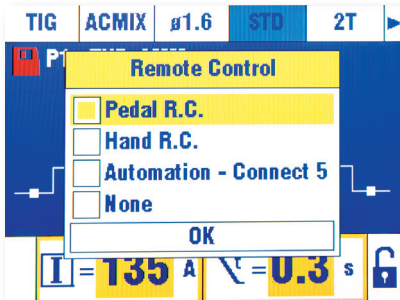 TIG ACMIX ø1.6 STD 2T
Remote Control
Pedal R.C.
Hand R.C.
Automation - Connect 5
None
OK
I = 135 A t = 0.3 s